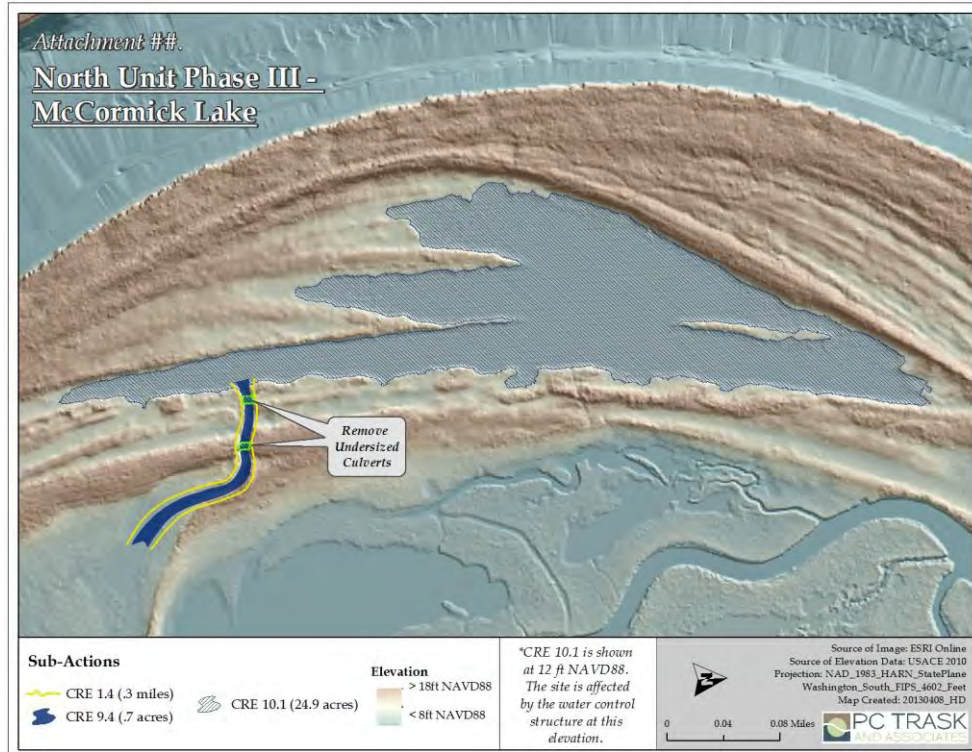 Attachment ##.
North Unit Phase III -
McCormick Lake
Remove
Undersized
Culverts
Sub-Actions
CRE 1.4 (.3 miles)
CRE 9.4 (.7 acres)
CRE 10.1 (24.9 acres)
Elevation
> 18ft NAVD88
< 8ft NAVD88
*CRE 10.1 is shown
at 12 ft NAVD88.
The site is affected
by the water control
structure at this
elevation.
N
0 0.04 0.08 Miles
Source of Image: ESRI Online
Source of Elevation Data: USACE 2010
Projection: NAD_1983_HARN_StatePlane
Washington_South_FIPS_4602_Feet
Map Created: 20130408_HD
PC TRASK
AND ASSOCIATES